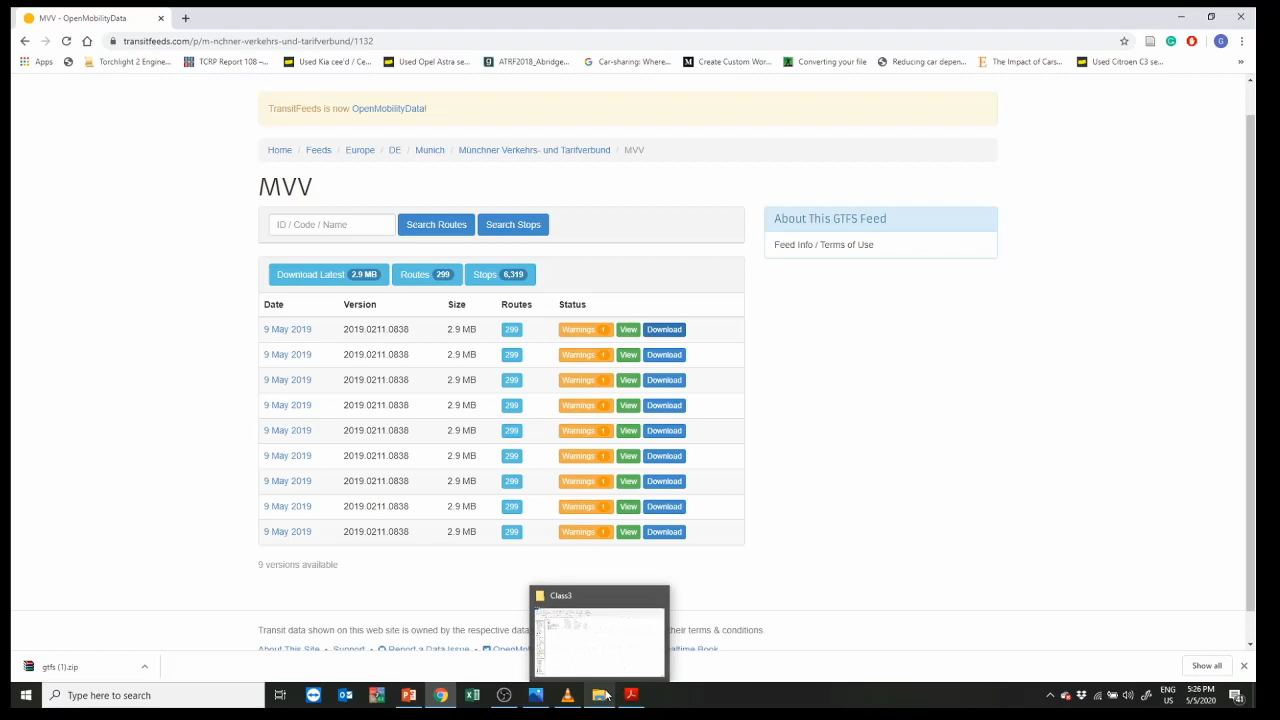 MVV - OpenMobilityData
transitfeeds.com/p/m-nchner-verkehrs-und-tarifverbund/1132
Apps Torchlight 2 Engine... TCRP Report 108 –... Used Kia cee'd / Ce... Used Opel Astra se... ATRF2018_Abridge... Car-sharing: Where... Create Custom Wor... Converting your file Reducing car depen... The Impact of Cars... Used Citroen C3 se... »
TransitFeeds is now OpenMobilityData!
Home / Feeds / Europe / DE / Munich / Münchner Verkehrs- und Tarifverbund / MVV
MVV
ID / Code / Name Search Routes Search Stops
About This GTFS Feed
Feed Info / Terms of Use
Download Latest 2.9 MB Routes 299 Stops 6,319
Date Version Size Routes Status
9 May 2019 2019.0211.0838 2.9 MB 299 Warnings 1 View Download
9 May 2019 2019.0211.0838 2.9 MB 299 Warnings 1 View Download
9 May 2019 2019.0211.0838 2.9 MB 299 Warnings 1 View Download
9 May 2019 2019.0211.0838 2.9 MB 299 Warnings 1 View Download
9 May 2019 2019.0211.0838 2.9 MB 299 Warnings 1 View Download
9 May 2019 2019.0211.0838 2.9 MB 299 Warnings 1 View Download
9 May 2019 2019.0211.0838 2.9 MB 299 Warnings 1 View Download
9 May 2019 2019.0211.0838 2.9 MB 299 Warnings 1 View Download
9 May 2019 2019.0211.0838 2.9 MB 299 Warnings 1 View Download
9 versions available
Class3
Transit data shown on this web site is owned by the respective data their terms & conditions.
About This Site Support Report a Data Issue OpenMo
gtfs (1).zip
Show all
Type here to search
ENG
US
5:26 PM
5/5/2020
41